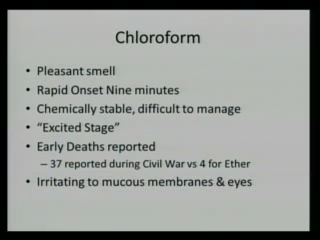 Chloroform
• Pleasant smell
• Rapid Onset Nine minutes
• Chemically stable, difficult to manage
• “Excited Stage”
• Early Deaths reported
– 37 reported during Civil War vs 4 for Ether
• Irritating to mucous membranes & eyes